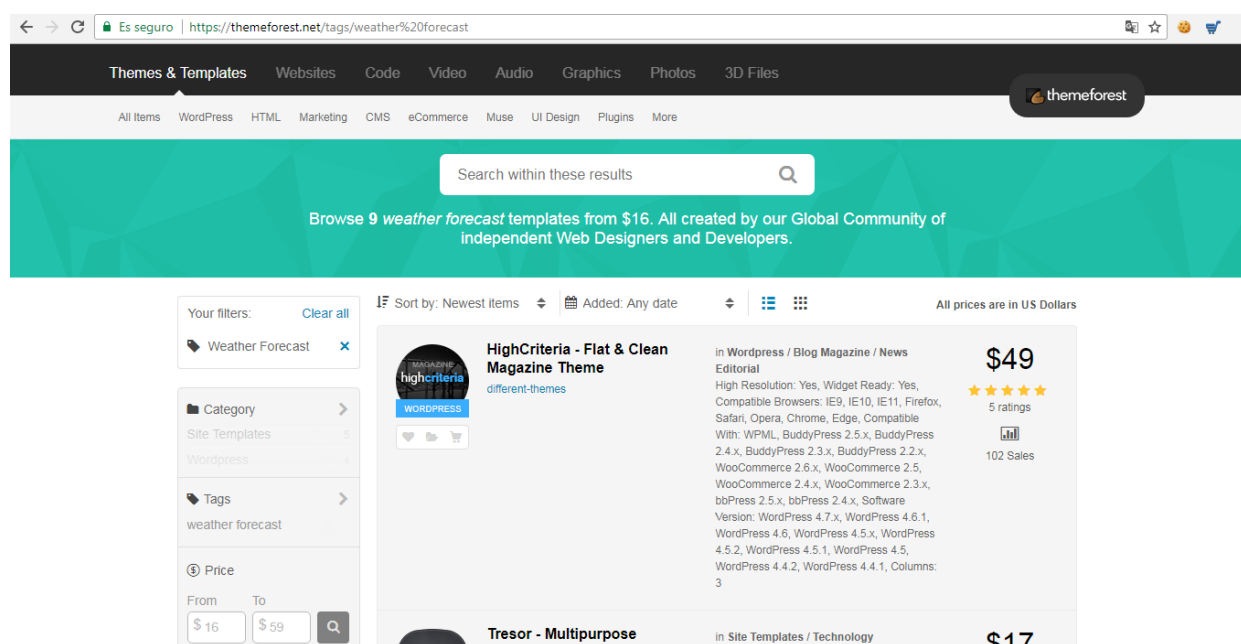 Es seguro https://themeforest.net/tags/weather%20forecast
Themes & Templates Websites Code Video Audio Graphics Photos 3D Files
themeforest
All Items WordPress HTML Marketing CMS eCommerce Muse UI Design Plugins More
Search within these results
Browse 9 weather forecast templates from $16. All created by our Global Community of
independent Web Designers and Developers.
Your filters: Clear all
Weather Forecast
Category
Site Templates 5
Wordpress 4
Tags
weather forecast
Price
From To
$ 16 $ 59
Sort by: Newest items Added: Any date All prices are in US Dollars
MAGAZINE
highcriteria
WORDPRESS
HighCriteria - Flat & Clean
Magazine Theme
different-themes
in Wordpress / Blog Magazine / News
Editorial
High Resolution: Yes, Widget Ready: Yes,
Compatible Browsers: IE9, IE10, IE11, Firefox,
Safari, Opera, Chrome, Edge, Compatible
With: WPML, BuddyPress 2.5.x, BuddyPress
2.4.x, BuddyPress 2.3.x, BuddyPress 2.2.x,
WooCommerce 2.6.x, WooCommerce 2.5,
WooCommerce 2.4.x, WooCommerce 2.3.x,
bbPress 2.5.x, bbPress 2.4.x, Software
Version: WordPress 4.7.x, WordPress 4.6.1,
WordPress 4.6, WordPress 4.5.x, WordPress
4.5.2, WordPress 4.5.1, WordPress 4.5,
WordPress 4.4.2, WordPress 4.4.1, Columns:
3
$49
5 ratings
102 Sales
Tresor - Multipurpose
in Site Templates / Technology
$17